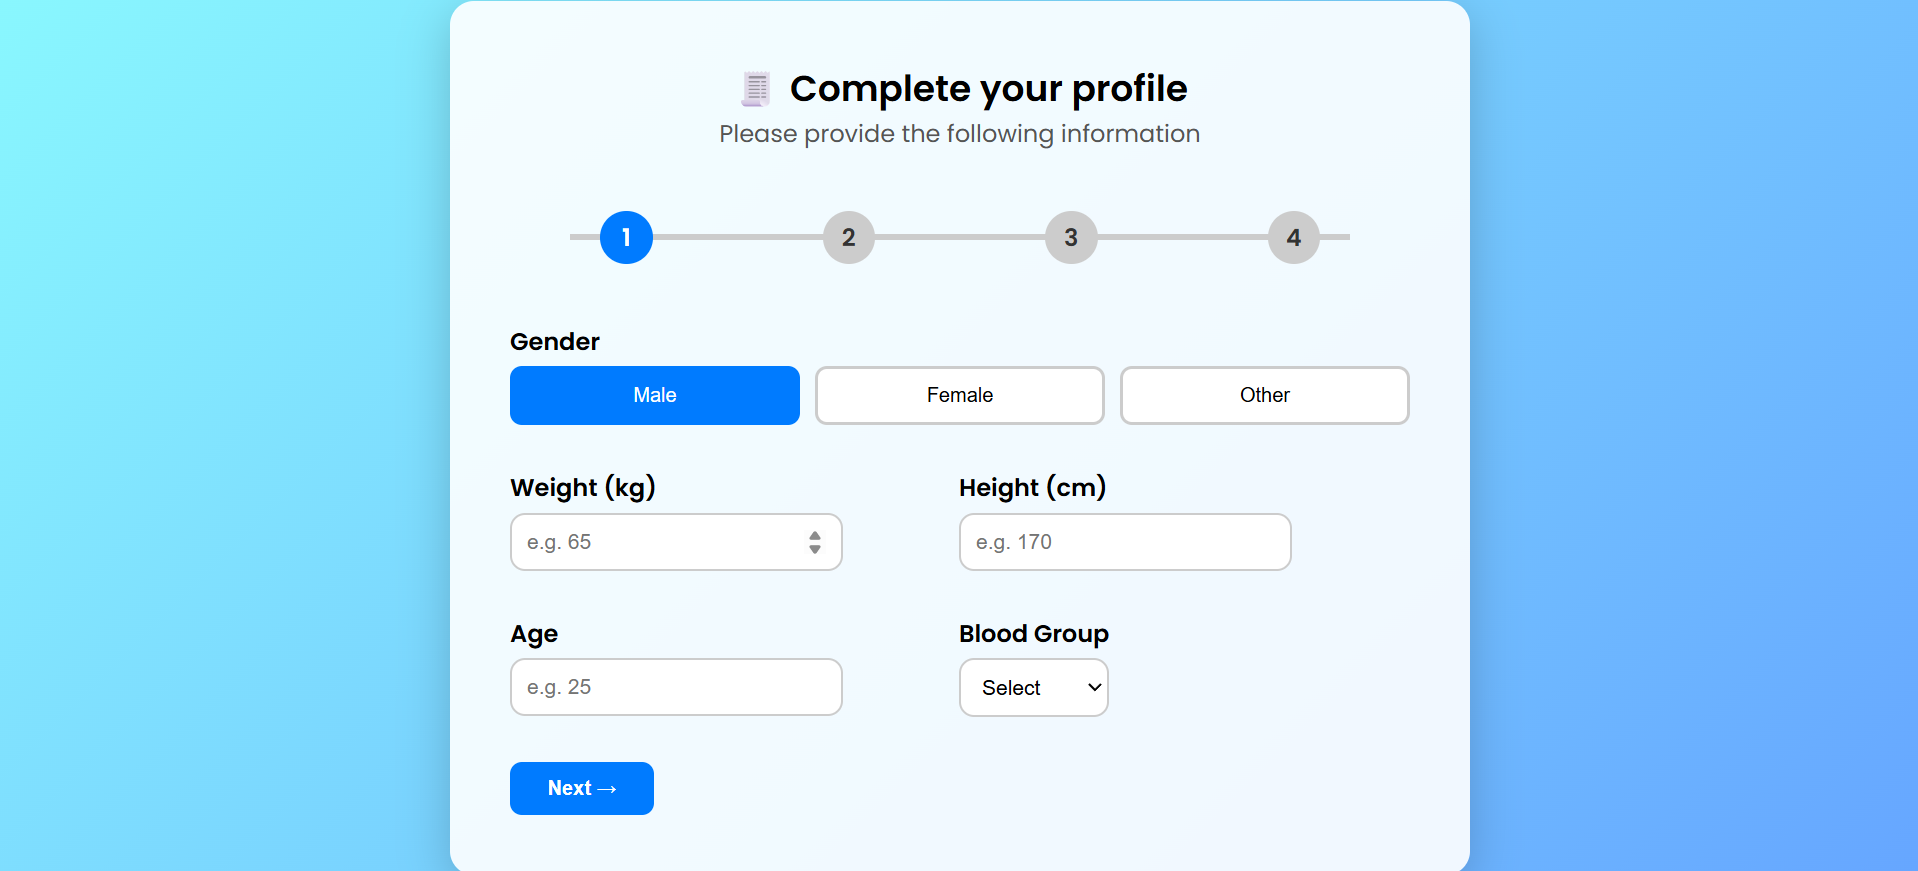 Complete your profile
Please provide the following information
1 2 3 4
Gender
Male Female Other
Weight (kg) Height (cm)
e.g. 65 e.g. 170
Age Blood Group
e.g. 25 Select
Next →